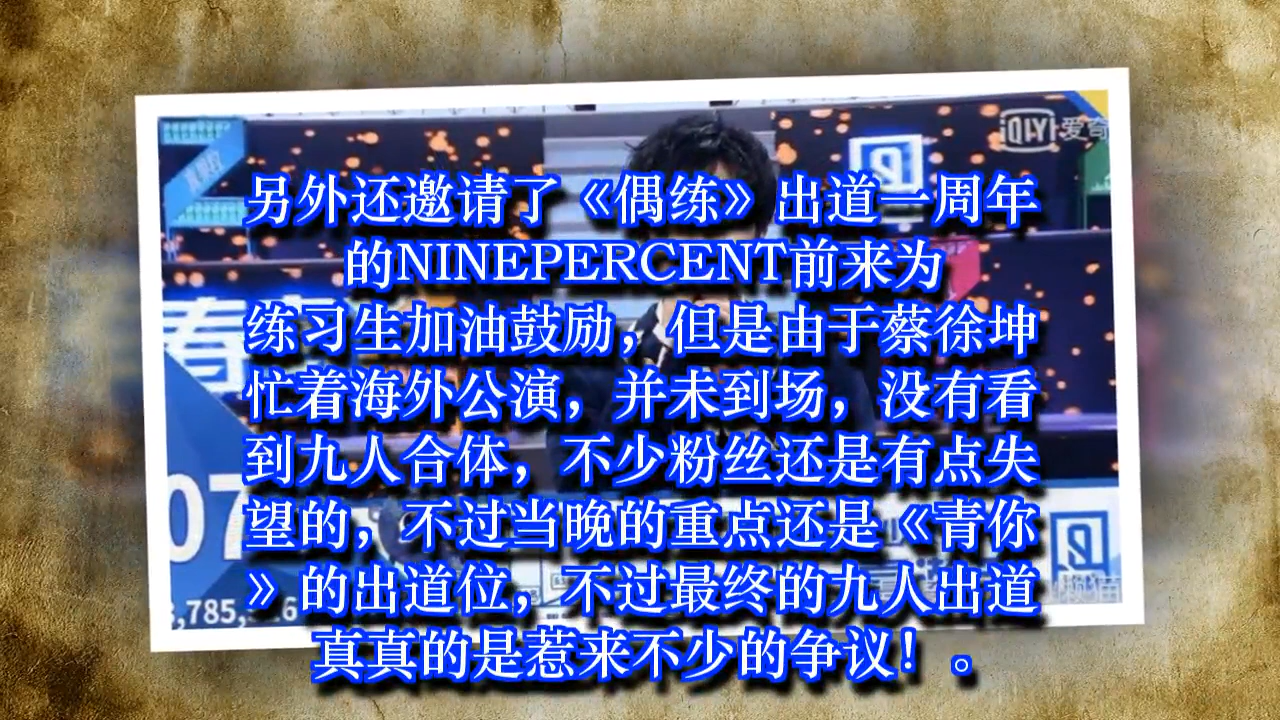 另外还邀请了《偶练》出道一周年
的NINEPERCENT前来为
练习生加油鼓励，但是由于蔡徐坤
忙着海外公演，并未到场，没有看
到九人合体，不少粉丝还是有点失
望的，不过当晚的重点还是《青你
》的出道位，不过最终的九人出道
真真的是惹来不少的争议！。
QIYI 爱奇
春
07